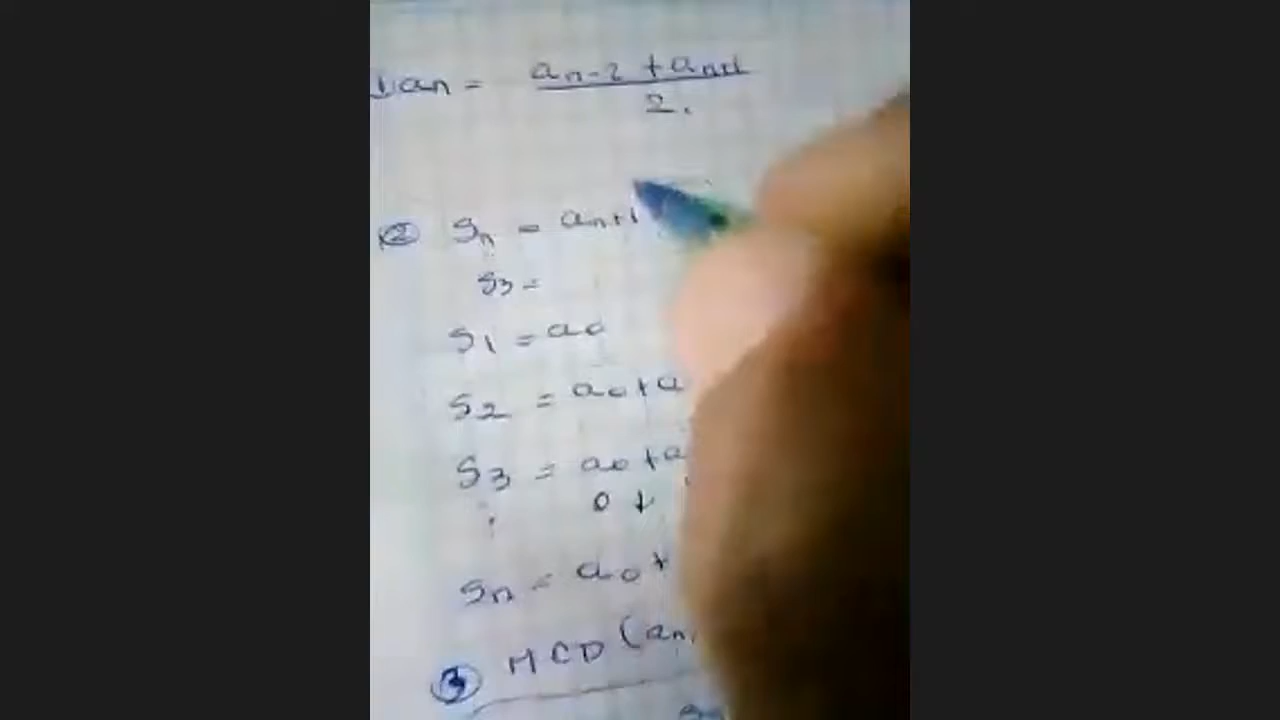 1) an = an-2 + an+1 / 2.
② Sn = an+1
S3 =
S1 = a0
S2 = a0 + a
S3 = a0 + a
0 ↓
Sn = a0 +
③ MCD (an,